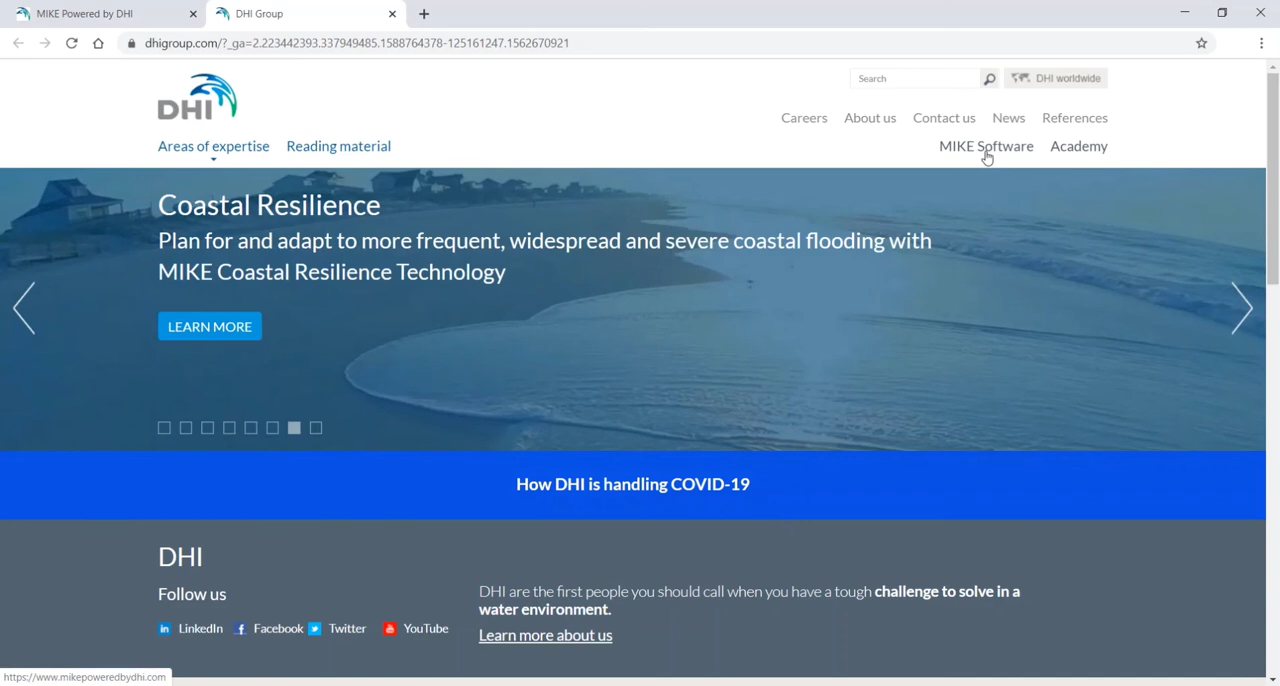 MIKE Powered by DHI
DHI Group
dhigroup.com/?_ga=2.223442393.337949485.1588764378-125161247.1562670921
DHI
Search
DHI worldwide
Careers
About us
Contact us
News
References
Areas of expertise
Reading material
MIKE Software
Academy
Coastal Resilience
Plan for and adapt to more frequent, widespread and severe coastal flooding with
MIKE Coastal Resilience Technology
LEARN MORE
How DHI is handling COVID-19
DHI
Follow us
LinkedIn
Facebook
Twitter
YouTube
DHI are the first people you should call when you have a tough challenge to solve in a
water environment.
Learn more about us
https://www.mikepoweredbydhi.com